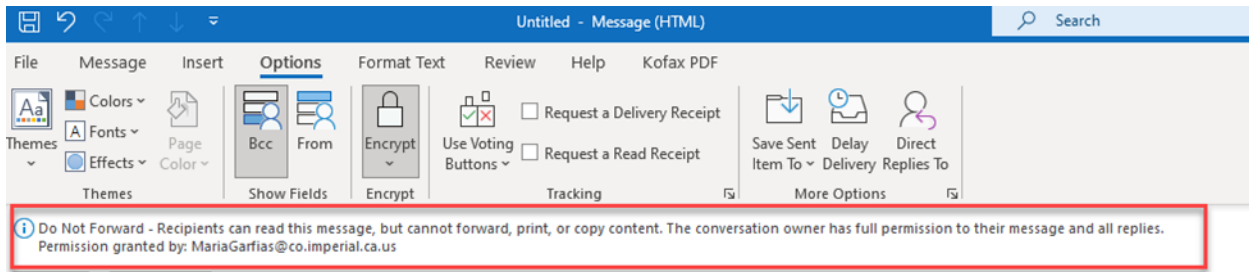 Untitled - Message (HTML)
Search
File Message Insert Options Format Text Review Help Kofax PDF
Aa
Themes
Colors
A Fonts
Effects
Page
Color
Bcc
From
Encrypt
Use Voting
Buttons
Request a Delivery Receipt
Request a Read Receipt
Save Sent
Item To
Delay
Delivery
Direct
Replies To
Themes Show Fields Encrypt Tracking More Options
Do Not Forward - Recipients can read this message, but cannot forward, print, or copy content. The conversation owner has full permission to their message and all replies.
Permission granted by: MariaGarfias@co.imperial.ca.us